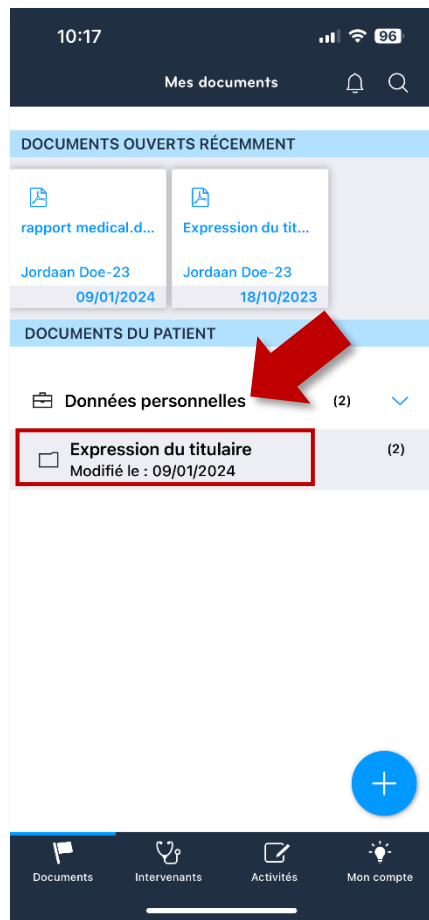 10:17
96
Mes documents
DOCUMENTS OUVERTS RÉCEMMENT
rapport medical.d...
Jordaan Doe-23
09/01/2024
Expression du tit...
Jordaan Doe-23
18/10/2023
DOCUMENTS DU PATIENT
Données personnelles (2)
Expression du titulaire (2)
Modifié le : 09/01/2024
Documents
Intervenants
Activités
Mon compte